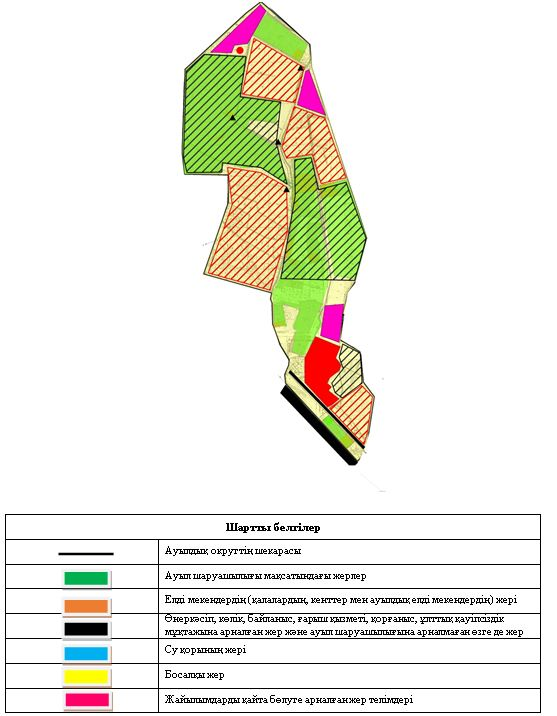 Шартты белгілер
Ауылдық округтің шекарасы
Ауыл шаруашылығы мақсатындағы жерлер
Елді мекендердің (қалалардың, кенттер мен ауылдық елді мекендердің) жері
Өнеркәсіп, көлік, байланыс, ғарыш қызметі, қорғаныс, ұлттық қауіпсіздік
мұқтажына арналған жер және ауыл шаруашылығына арналмаған өзге де жер
Су қорының жері
Босалқы жер
Жайылымдарды қайта бөлуге арналған жер телімдері